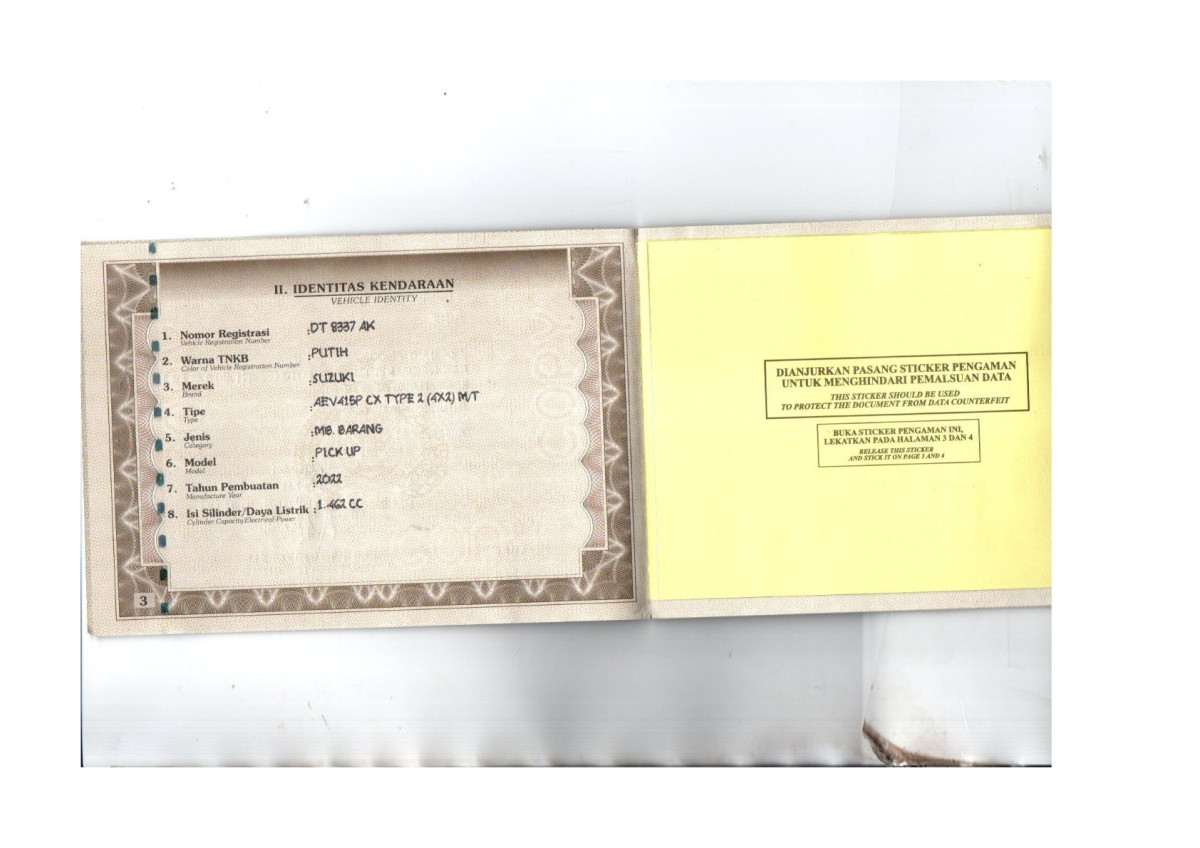 II. IDENTITAS KENDARAAN
VEHICLE IDENTITY
1. Nomor Registrasi :DT 8337 AK
Vehicle Registration Number
2. Warna TNKB :PUTIH
Color of Vehicle Registration Number
3. Merek :SUZUKI
Brand
4. Tipe :AEV415P CX TYPE 2 (4X2) M/T
Type
5. Jenis :MB. BARANG
Category
6. Model :PICK UP
Model
7. Tahun Pembuatan :2022
Manufacture Year
8. Isi Silinder/Daya Listrik :1.462 CC
Cylinder Capacity/Electrical Power
3
DIANJURKAN PASANG STICKER PENGAMAN
UNTUK MENGHINDARI PEMALSUAN DATA
THIS STICKER SHOULD BE USED
TO PROTECT THE DOCUMENT FROM DATA COUNTERFEIT
BUKA STICKER PENGAMAN INI,
LEKATKAN PADA HALAMAN 3 DAN 4
RELEASE THIS STICKER
AND STICK IT ON PAGE 3 AND 4